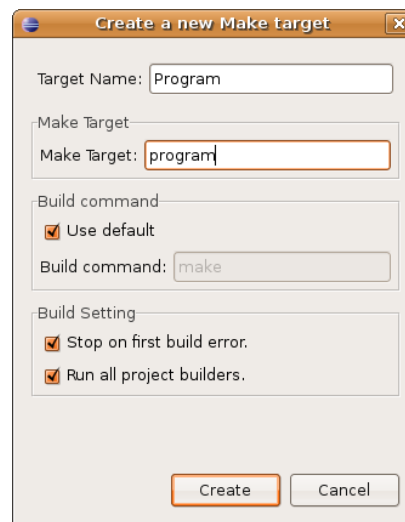 Create a new Make target
Target Name: Program
Make Target
Make Target: program
Build command
Use default
Build command: make
Build Setting
Stop on first build error.
Run all project builders.
Create Cancel